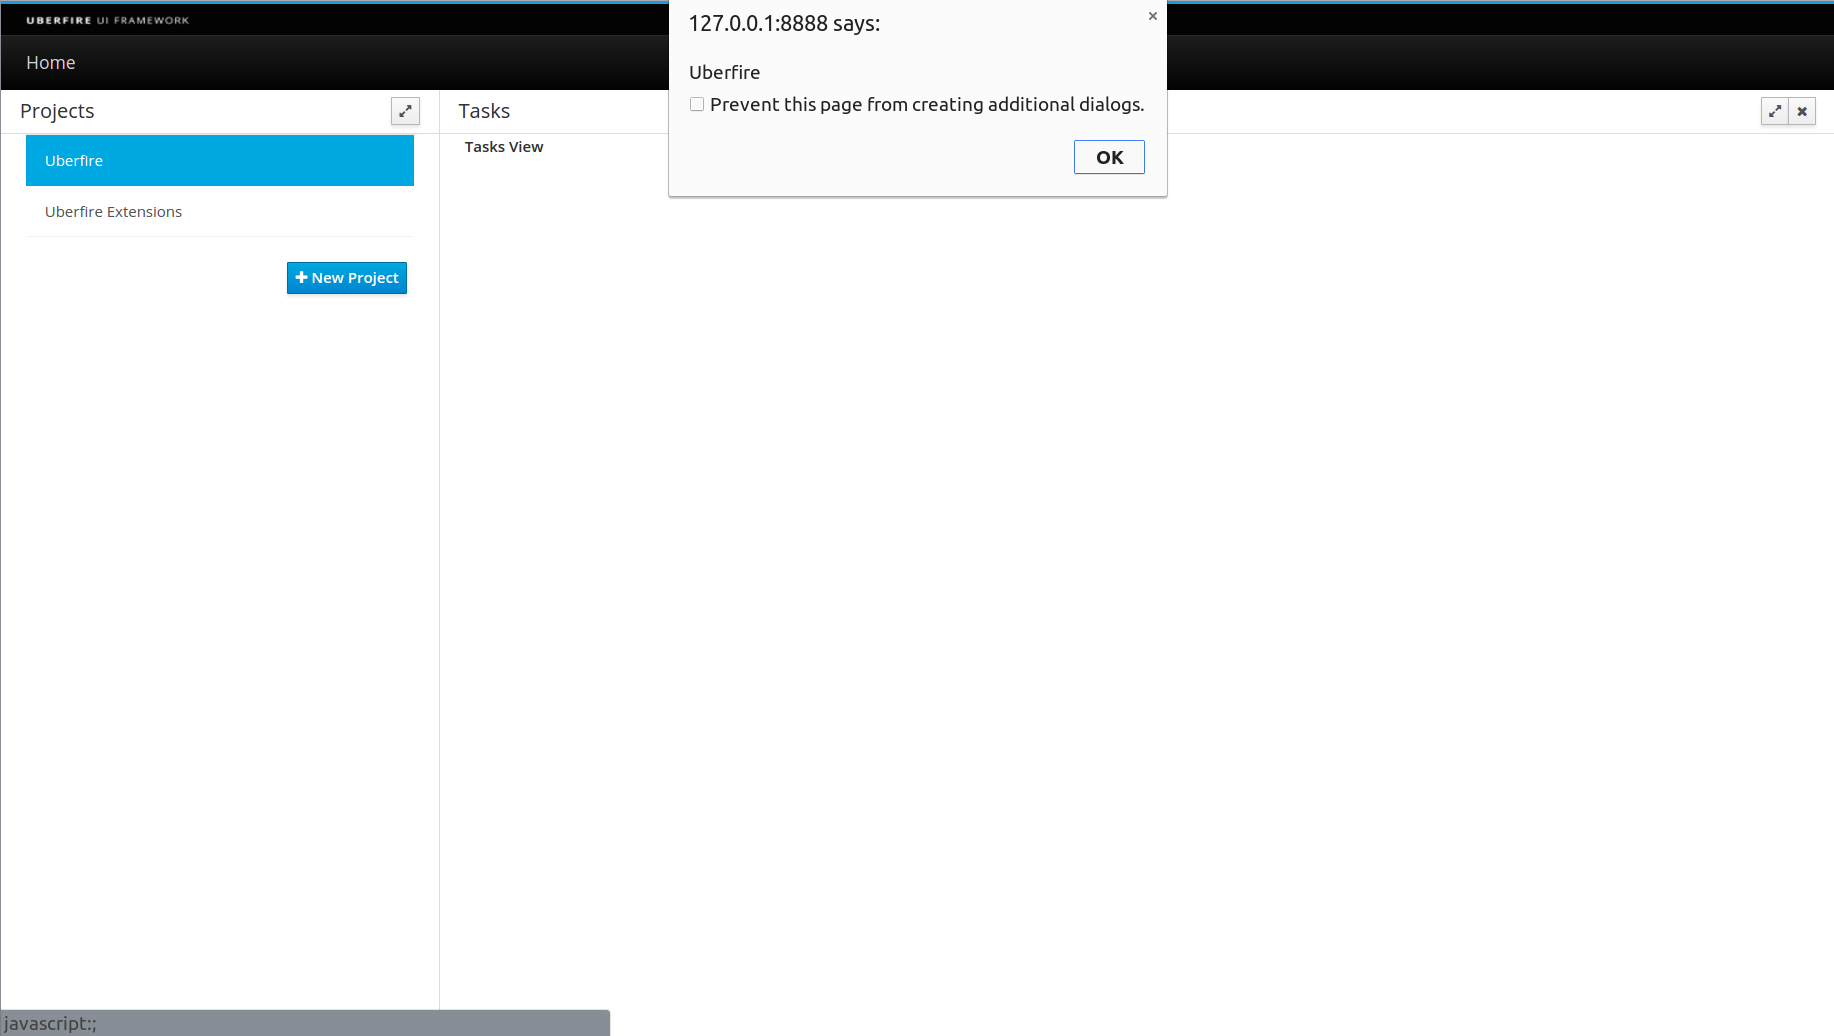 UBERFIRE UI FRAMEWORK
Home
127.0.0.1:8888 says:
Uberfire
Prevent this page from creating additional dialogs.
OK
Projects
Uberfire
Uberfire Extensions
New Project
Tasks
Tasks View
javascript:;